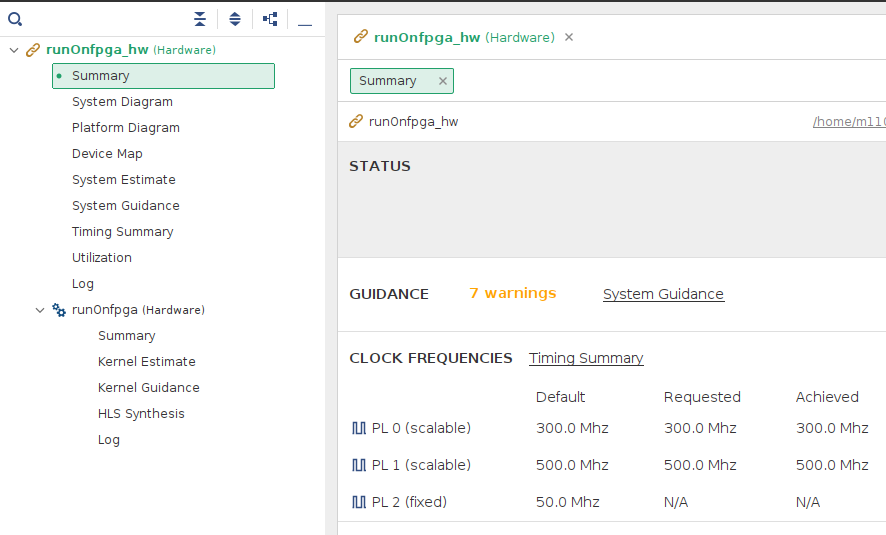 runOnfpga_hw (Hardware)
Summary
System Diagram
Platform Diagram
Device Map
System Estimate
System Guidance
Timing Summary
Utilization
Log
runOnfpga (Hardware)
Summary
Kernel Estimate
Kernel Guidance
HLS Synthesis
Log
runOnfpga_hw (Hardware)
Summary
runOnfpga_hw /home/m110
STATUS
GUIDANCE 7 warnings System Guidance
CLOCK FREQUENCIES Timing Summary
Default Requested Achieved
PL 0 (scalable) 300.0 Mhz 300.0 Mhz 300.0 Mhz
PL 1 (scalable) 500.0 Mhz 500.0 Mhz 500.0 Mhz
PL 2 (fixed) 50.0 Mhz N/A N/A